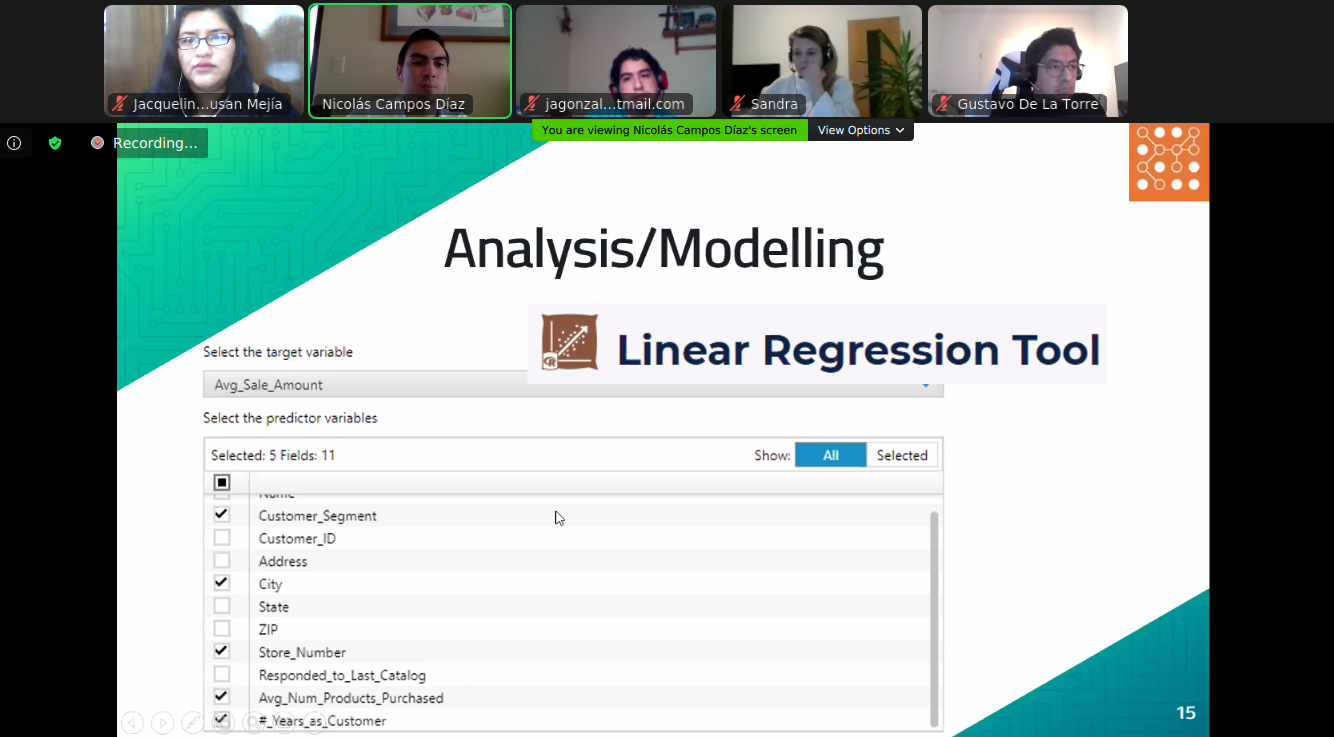 Jacquelin...usan Mejía
Nicolás Campos Díaz
jagonzal...tmail.com
Sandra
Gustavo De La Torre
You are viewing Nicolás Campos Díaz's screen
View Options
Recording...
Analysis/Modelling
R
Linear Regression Tool
Select the target variable
Avg_Sale_Amount
Select the predictor variables
Selected: 5 Fields: 11
Show: All Selected
Name
Customer_Segment
Customer_ID
Address
City
State
ZIP
Store_Number
Responded_to_Last_Catalog
Avg_Num_Products_Purchased
#_Years_as_Customer
15